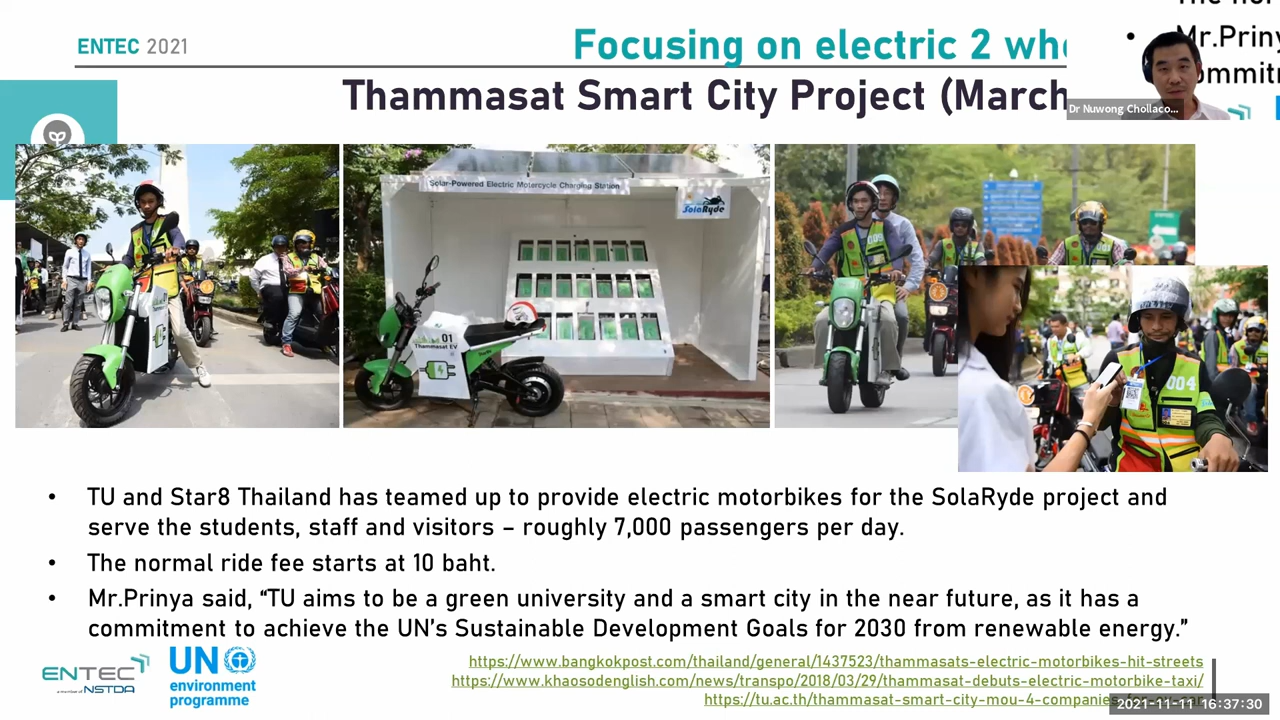 ENTEC 2021
Focusing on electric 2
Thammasat Smart City Project (March
Mr.Priny
Dr Nuwong Chollaco...
Solar-Powered Electric Motorcycle Charging Station
SolaRyde
01
Thammasat EV
4
009
001
004
• TU and Star8 Thailand has teamed up to provide electric motorbikes for the SolaRyde project and
serve the students, staff and visitors – roughly 7,000 passengers per day.
• The normal ride fee starts at 10 baht.
• Mr.Prinya said, “TU aims to be a green university and a smart city in the near future, as it has a
commitment to achieve the UN’s Sustainable Development Goals for 2030 from renewable energy.”
ENTEC
a member of NSTDA
UN
environment
programme
https://www.bangkokpost.com/thailand/general/1437523/thammasats-electric-motorbikes-hit-streets
https://www.khaosodenglish.com/news/transpo/2018/03/29/thammasat-debuts-electric-motorbike-taxi/
https://tu.ac.th/thammasat-smart-city-mou-4-companies
2021-11-11 16:37:30